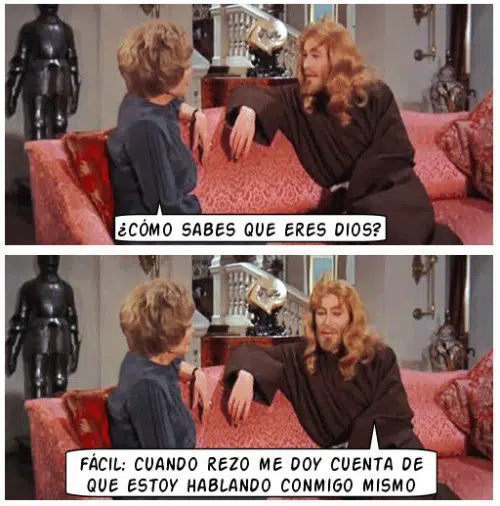 ¿CÓMO SABES QUE ERES DIOS?
FÁCIL: CUANDO REZO ME DOY CUENTA DE
QUE ESTOY HABLANDO CONMIGO MISMO